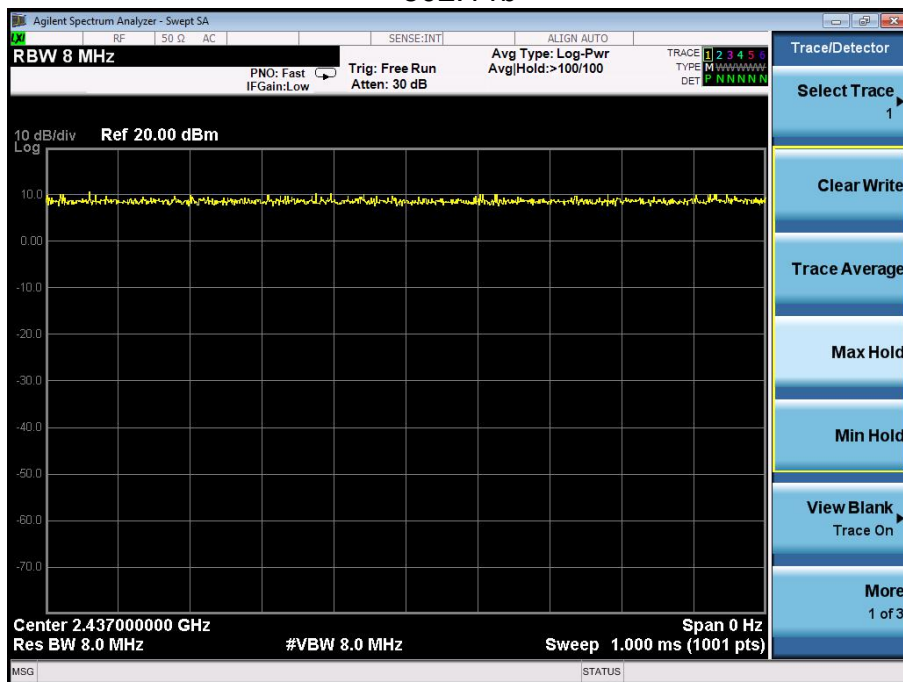 Agilent Spectrum Analyzer - Swept SA
LXI RF 50 Ω AC SENSE:INT ALIGN AUTO
RBW 8 MHz
PNO: Fast
IFGain:Low
Trig: Free Run
Atten: 30 dB
Avg Type: Log-Pwr
Avg|Hold:>100/100
TRACE 1 2 3 4 5 6
TYPE M WWWWW
DET P N N N N N
10 dB/div Ref 20.00 dBm
Log
10.0
0.00
-10.0
-20.0
-30.0
-40.0
-50.0
-60.0
-70.0
Center 2.437000000 GHz Span 0 Hz
Res BW 8.0 MHz #VBW 8.0 MHz Sweep 1.000 ms (1001 pts)
MSG STATUS
Trace/Detector
Select Trace
1
Clear Write
Trace Average
Max Hold
Min Hold
View Blank
Trace On
More
1 of 3